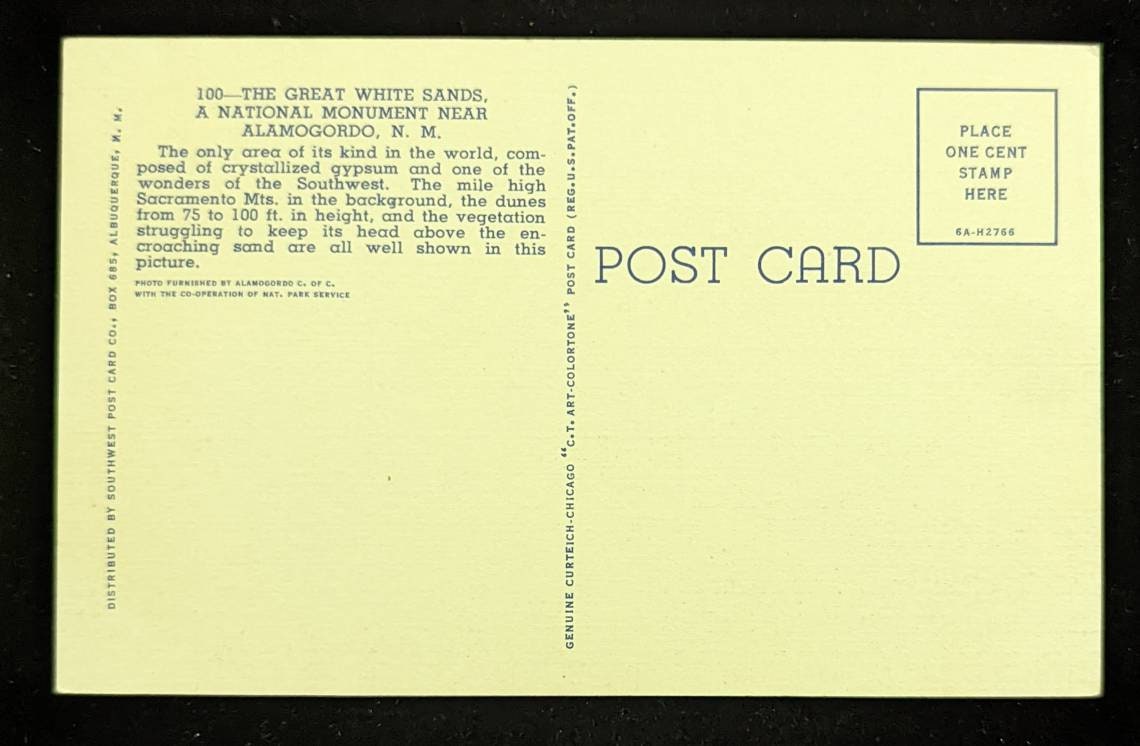 100—THE GREAT WHITE SANDS,
A NATIONAL MONUMENT NEAR
ALAMOGORDO, N. M.
The only area of its kind in the world, com-
posed of crystallized gypsum and one of the
wonders of the Southwest. The mile high
Sacramento Mts. in the background, the dunes
from 75 to 100 ft. in height, and the vegetation
struggling to keep its head above the en-
croaching sand are all well shown in this
picture.
PHOTO FURNISHED BY ALAMOGORDO C. OF C.
WITH THE CO-OPERATION OF NAT. PARK SERVICE
DISTRIBUTED BY SOUTHWEST POST CARD CO., BOX 685, ALBUQUERQUE, N. M.
GENUINE CURTEICH-CHICAGO "C.T. ART-COLORTONE" POST CARD (REG.U.S.PAT.OFF.)
POST CARD
PLACE
ONE CENT
STAMP
HERE
6A-H2766